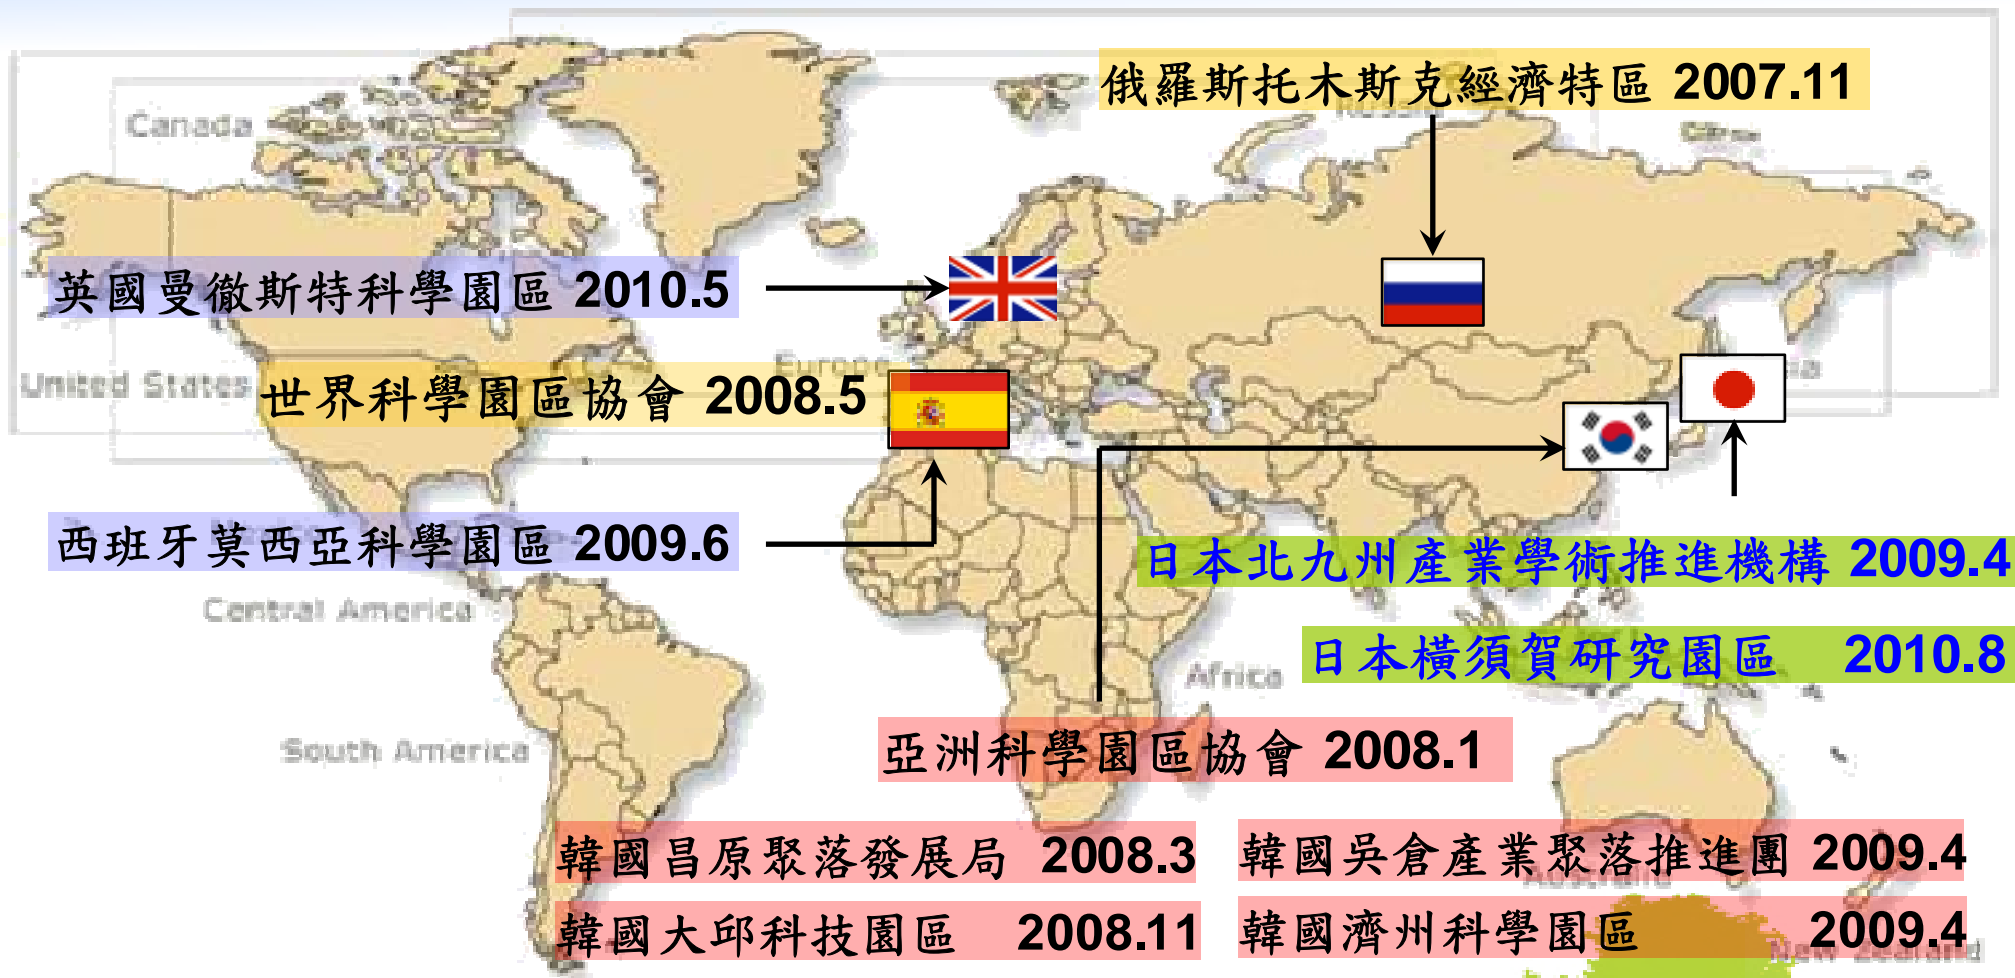 俄羅斯托木斯克經濟特區 2007.11
Canada
英國曼徹斯特科學園區 2010.5
Europe
United States
世界科學園區協會 2008.5
西班牙莫西亞科學園區 2009.6
日本北九州產業學術推進機構 2009.4
Central America
日本橫須賀研究園區 2010.8
Africa
South America
亞洲科學園區協會 2008.1
韓國昌原聚落發展局 2008.3
韓國吳倉產業聚落推進團 2009.4
Australia
韓國大邱科技園區 2008.11
韓國濟州科學園區 2009.4
New Zealand